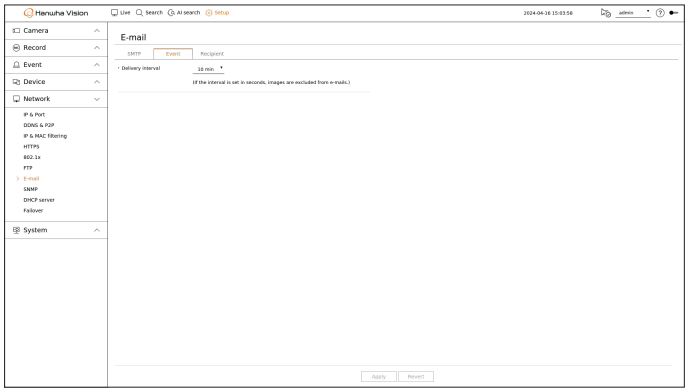 Hanwha Vision
Live Search AI search Setup
2024-04-16 15:03:58
admin
?
Camera
Record
Event
Device
Network
IP & Port
DDNS & P2P
IP & MAC filtering
HTTPS
802.1x
FTP
E-mail
SNMP
DHCP server
Failover
System
E-mail
SMTP Event Recipient
Delivery interval 10 min
(If the interval is set in seconds, images are excluded from e-mails.)
Apply Revert